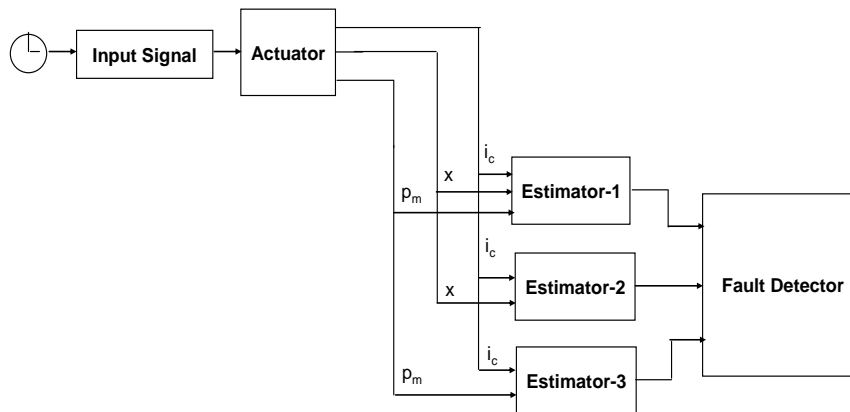 Input Signal
Actuator
i_c
x
Estimator-1
p_m
i_c
Estimator-2
Fault Detector
x
i_c
p_m
Estimator-3